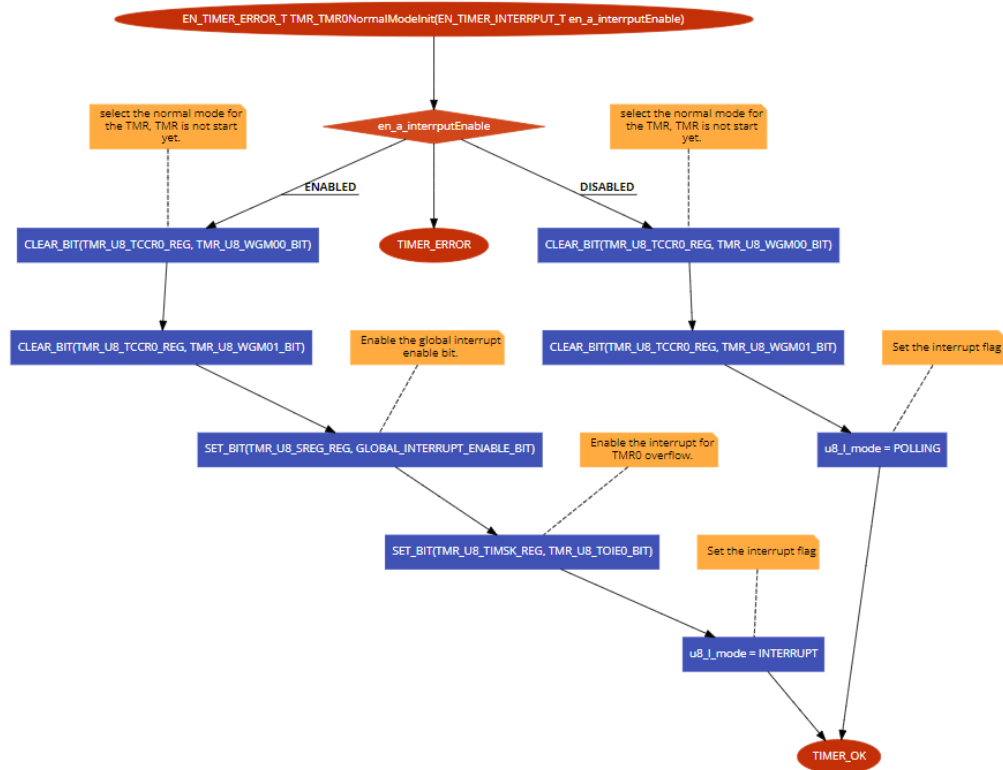 EN_TIMER_ERROR_T TMR_TMR0NormalModeInit(EN_TIMER_INTERRPUT_T en_a_interrputEnable)
select the normal mode for
the TMR, TMR is not start
yet.
en_a_interrputEnable
select the normal mode for
the TMR, TMR is not start
yet.
ENABLED
DISABLED
CLEAR_BIT(TMR_U8_TCCR0_REG, TMR_U8_WGM00_BIT)
TIMER_ERROR
CLEAR_BIT(TMR_U8_TCCR0_REG, TMR_U8_WGM00_BIT)
CLEAR_BIT(TMR_U8_TCCR0_REG, TMR_U8_WGM01_BIT)
Enable the global interrupt
enable bit.
CLEAR_BIT(TMR_U8_TCCR0_REG, TMR_U8_WGM01_BIT)
Set the interrupt flag
SET_BIT(TMR_U8_SREG_REG, GLOBAL_INTERRUPT_ENABLE_BIT)
Enable the interrupt for
TMR0 overflow.
u8_l_mode = POLLING
SET_BIT(TMR_U8_TIMSK_REG, TMR_U8_TOIE0_BIT)
Set the interrupt flag
u8_l_mode = INTERRUPT
TIMER_OK